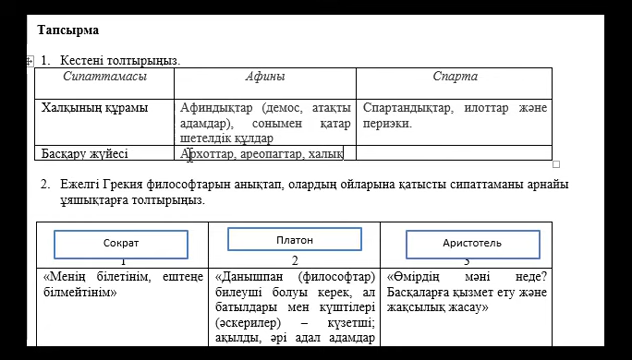 Тапсырма
1. Кестені толтырыңыз.
Сипаттамасы Афины Спарта
Халқының құрамы Афиндықтар (демос, атақты адамдар), сонымен қатар шетелдік құлдар Спартандықтар, илоттар және периэки.
Басқару жүйесі Архоттар, ареопагтар, халық
2. Ежелгі Грекия философтарын анықтап, олардың ойларына қатысты сипаттаманы арнайы
ұяшықтарға толтырыңыз.
Сократ Платон Аристотель
1 2 3
«Менің білетінім, ештеңе білмейтінім»
«Данышпан (философтар) билеуші болуы керек, ал батылдары мен күштілері (әскерилер) – күзетші; ақылды, әрі адал адамдар
«Өмірдің мәні неде? Басқаларға қызмет ету және жақсылық жасау»